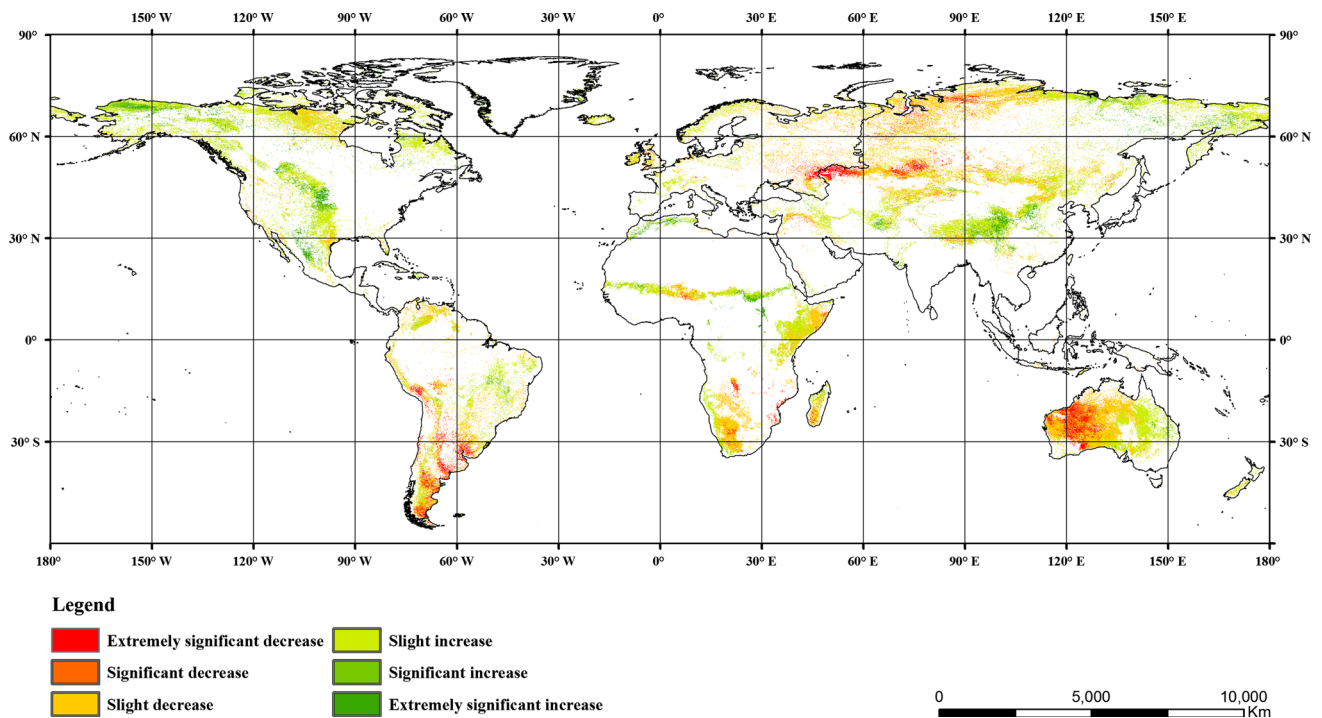 150° W 120° W 90° W 60° W 30° W 0° 30° E 60° E 90° E 120° E 150° E
90° 90°
60° N 60° N
30° N 30° N
0° 0°
30° S 30° S
180° 150° W 120° W 90° W 60° W 30° W 0° 30° E 60° E 90° E 120° E 150° E 180°
Legend
Extremely significant decrease Slight increase
Significant decrease Significant increase
Slight decrease Extremely significant increase
0 5,000 10,000
Km